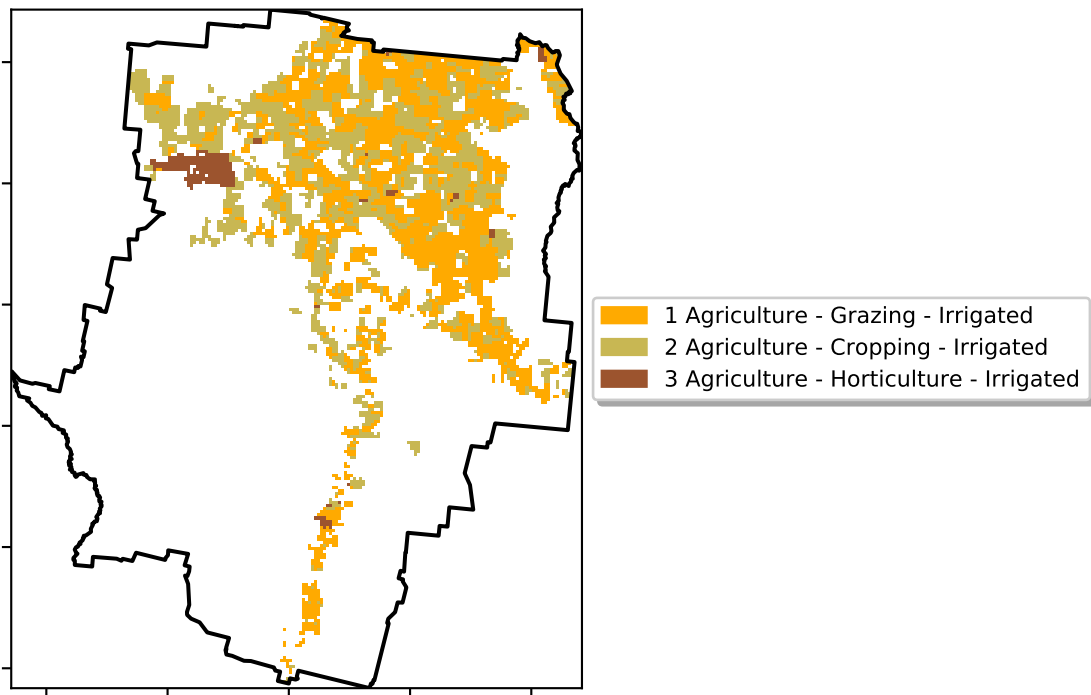 1 Agriculture - Grazing - Irrigated
2 Agriculture - Cropping - Irrigated
3 Agriculture - Horticulture - Irrigated